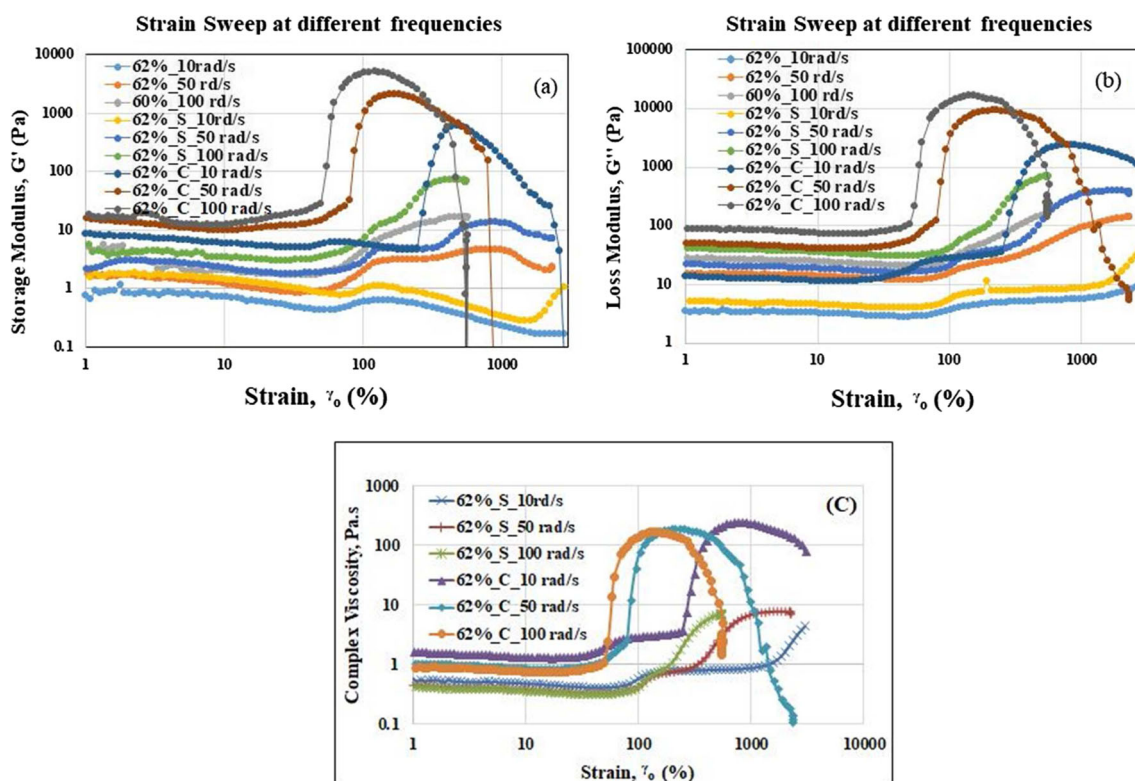 Strain Sweep at different frequencies
10000
1000
100
10
1
0.1
Storage Modulus, G' (Pa)
62%_10rad/s
62%_50 rd/s
60%_100 rd/s
62%_S_10rd/s
62%_S_50 rad/s
62%_S_100 rad/s
62%_C_10 rad/s
62%_C_50 rad/s
62%_C_100 rad/s
(a)
1 10 100 1000
Strain, γo (%)
Strain Sweep at different frequencies
100000
10000
1000
100
10
1
Loss Modulus, G'' (Pa)
62%_10rad/s
62%_50 rd/s
60%_100 rd/s
62%_S_10rd/s
62%_S_50 rad/s
62%_S_100 rad/s
62%_C_10 rad/s
62%_C_50 rad/s
62%_C_100 rad/s
(b)
1 10 100 1000
Strain, γo (%)
1000
100
10
1
0.1
Complex Viscosity, Pa.s
62%_S_10rd/s
62%_S_50 rad/s
62%_S_100 rad/s
62%_C_10 rad/s
62%_C_50 rad/s
62%_C_100 rad/s
(C)
1 10 100 1000 10000
Strain, γo (%)